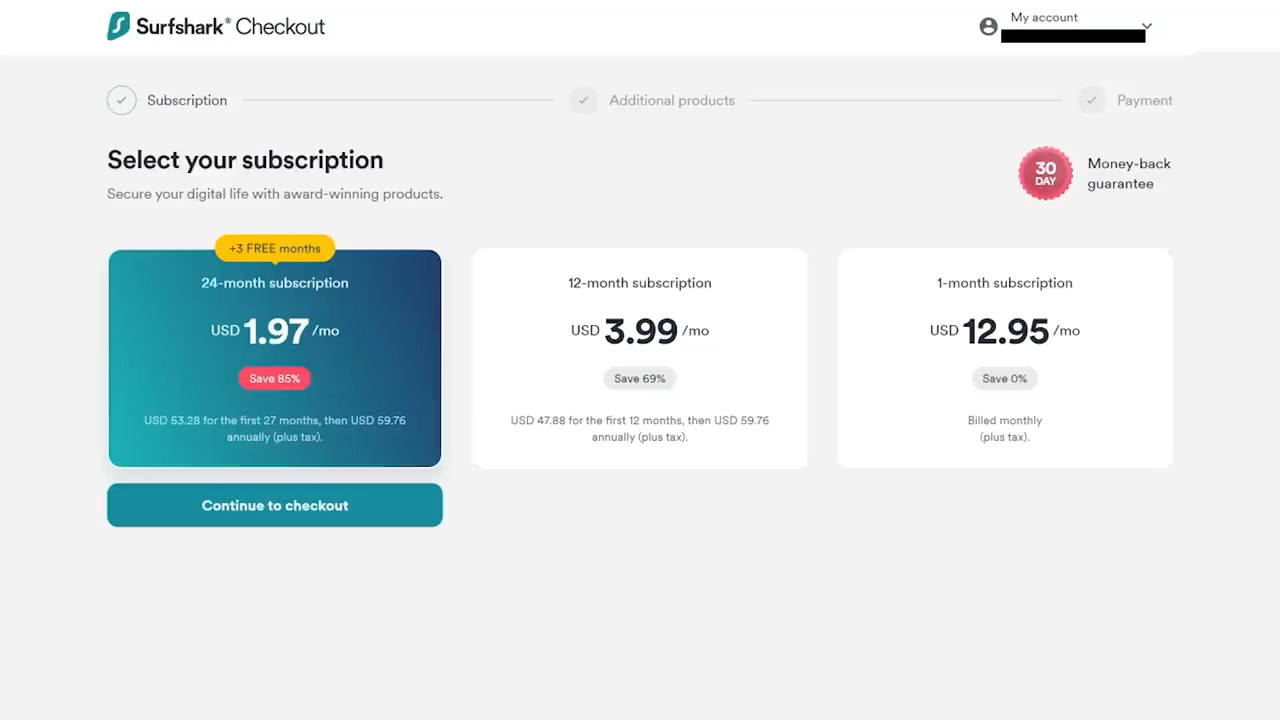 Surfshark® Checkout
My account
Subscription
Additional products
Payment
Select your subscription
Secure your digital life with award-winning products.
30
DAY
Money-back
guarantee
+3 FREE months
24-month subscription
USD 1.97 /mo
Save 85%
USD 53.28 for the first 27 months, then USD 59.76
annually (plus tax).
Continue to checkout
12-month subscription
USD 3.99 /mo
Save 69%
USD 47.88 for the first 12 months, then USD 59.76
annually (plus tax).
1-month subscription
USD 12.95 /mo
Save 0%
Billed monthly
(plus tax).